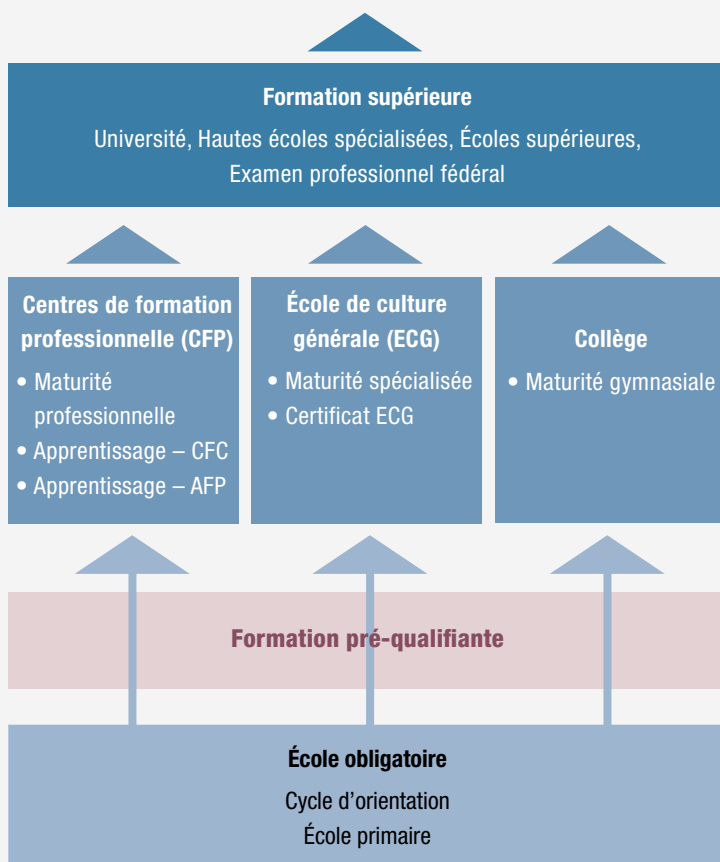 Formation supérieure
Université, Hautes écoles spécialisées, Écoles supérieures,
Examen professionnel fédéral
Centres de formation
professionnelle (CFP)
• Maturité
professionnelle
• Apprentissage – CFC
• Apprentissage – AFP
École de culture
générale (ECG)
• Maturité spécialisée
• Certificat ECG
Collège
• Maturité gymnasiale
Formation pré-qualifiante
École obligatoire
Cycle d’orientation
École primaire